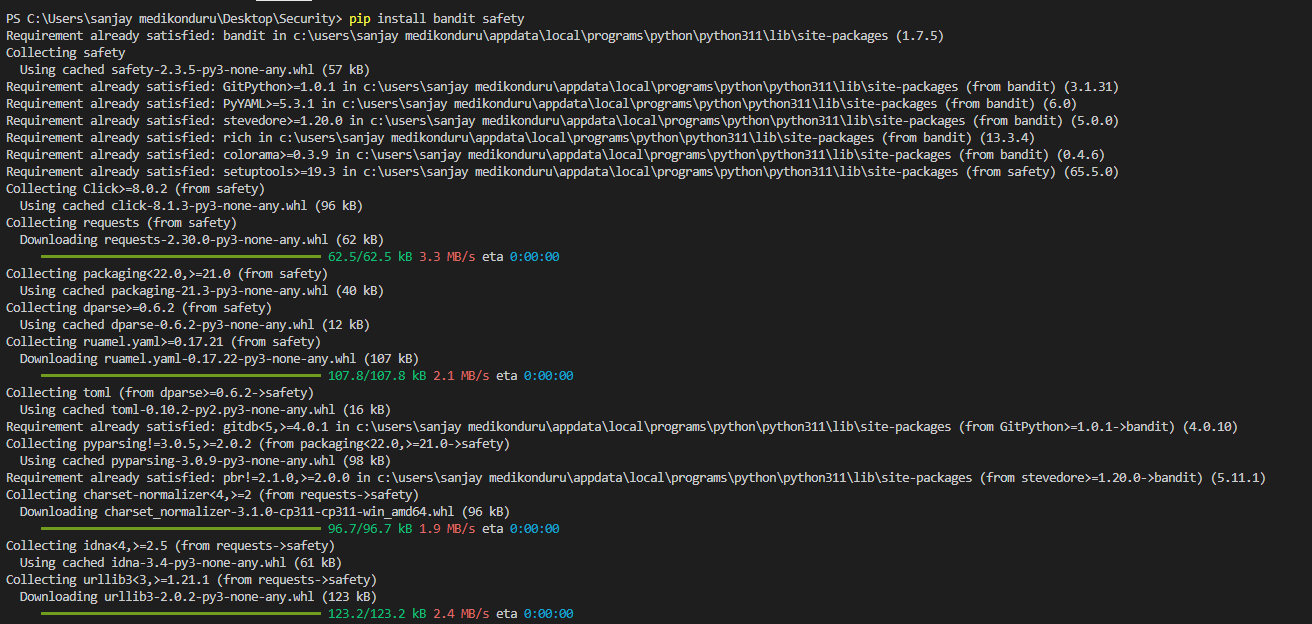 PS C:\Users\sanjay medikonduru\Desktop\Security> pip install bandit safety
Requirement already satisfied: bandit in c:\users\sanjay medikonduru\appdata\local\programs\python\python311\lib\site-packages (1.7.5)
Collecting safety
  Using cached safety-2.3.5-py3-none-any.whl (57 kB)
Requirement already satisfied: GitPython>=1.0.1 in c:\users\sanjay medikonduru\appdata\local\programs\python\python311\lib\site-packages (from bandit) (3.1.31)
Requirement already satisfied: PyYAML>=5.3.1 in c:\users\sanjay medikonduru\appdata\local\programs\python\python311\lib\site-packages (from bandit) (6.0)
Requirement already satisfied: stevedore>=1.20.0 in c:\users\sanjay medikonduru\appdata\local\programs\python\python311\lib\site-packages (from bandit) (5.0.0)
Requirement already satisfied: rich in c:\users\sanjay medikonduru\appdata\local\programs\python\python311\lib\site-packages (from bandit) (13.3.4)
Requirement already satisfied: colorama>=0.3.9 in c:\users\sanjay medikonduru\appdata\local\programs\python\python311\lib\site-packages (from bandit) (0.4.6)
Requirement already satisfied: setuptools>=19.3 in c:\users\sanjay medikonduru\appdata\local\programs\python\python311\lib\site-packages (from safety) (65.5.0)
Collecting Click>=8.0.2 (from safety)
  Using cached click-8.1.3-py3-none-any.whl (96 kB)
Collecting requests (from safety)
  Downloading requests-2.30.0-py3-none-any.whl (62 kB)
62.5/62.5 kB 3.3 MB/s eta 0:00:00
Collecting packaging<22.0,>=21.0 (from safety)
  Using cached packaging-21.3-py3-none-any.whl (40 kB)
Collecting dparse>=0.6.2 (from safety)
  Using cached dparse-0.6.2-py3-none-any.whl (12 kB)
Collecting ruamel.yaml>=0.17.21 (from safety)
  Downloading ruamel.yaml-0.17.22-py3-none-any.whl (107 kB)
107.8/107.8 kB 2.1 MB/s eta 0:00:00
Collecting toml (from dparse>=0.6.2->safety)
  Using cached toml-0.10.2-py2.py3-none-any.whl (16 kB)
Requirement already satisfied: gitdb<5,>=4.0.1 in c:\users\sanjay medikonduru\appdata\local\programs\python\python311\lib\site-packages (from GitPython>=1.0.1->bandit) (4.0.10)
Collecting pyparsing!=3.0.5,>=2.0.2 (from packaging<22.0,>=21.0->safety)
  Using cached pyparsing-3.0.9-py3-none-any.whl (98 kB)
Requirement already satisfied: pbr!=2.1.0,>=2.0.0 in c:\users\sanjay medikonduru\appdata\local\programs\python\python311\lib\site-packages (from stevedore>=1.20.0->bandit) (5.11.1)
Collecting charset-normalizer<4,>=2 (from requests->safety)
  Downloading charset_normalizer-3.1.0-cp311-cp311-win_amd64.whl (96 kB)
96.7/96.7 kB 1.9 MB/s eta 0:00:00
Collecting idna<4,>=2.5 (from requests->safety)
  Using cached idna-3.4-py3-none-any.whl (61 kB)
Collecting urllib3<3,>=1.21.1 (from requests->safety)
  Downloading urllib3-2.0.2-py3-none-any.whl (123 kB)
123.2/123.2 kB 2.4 MB/s eta 0:00:00